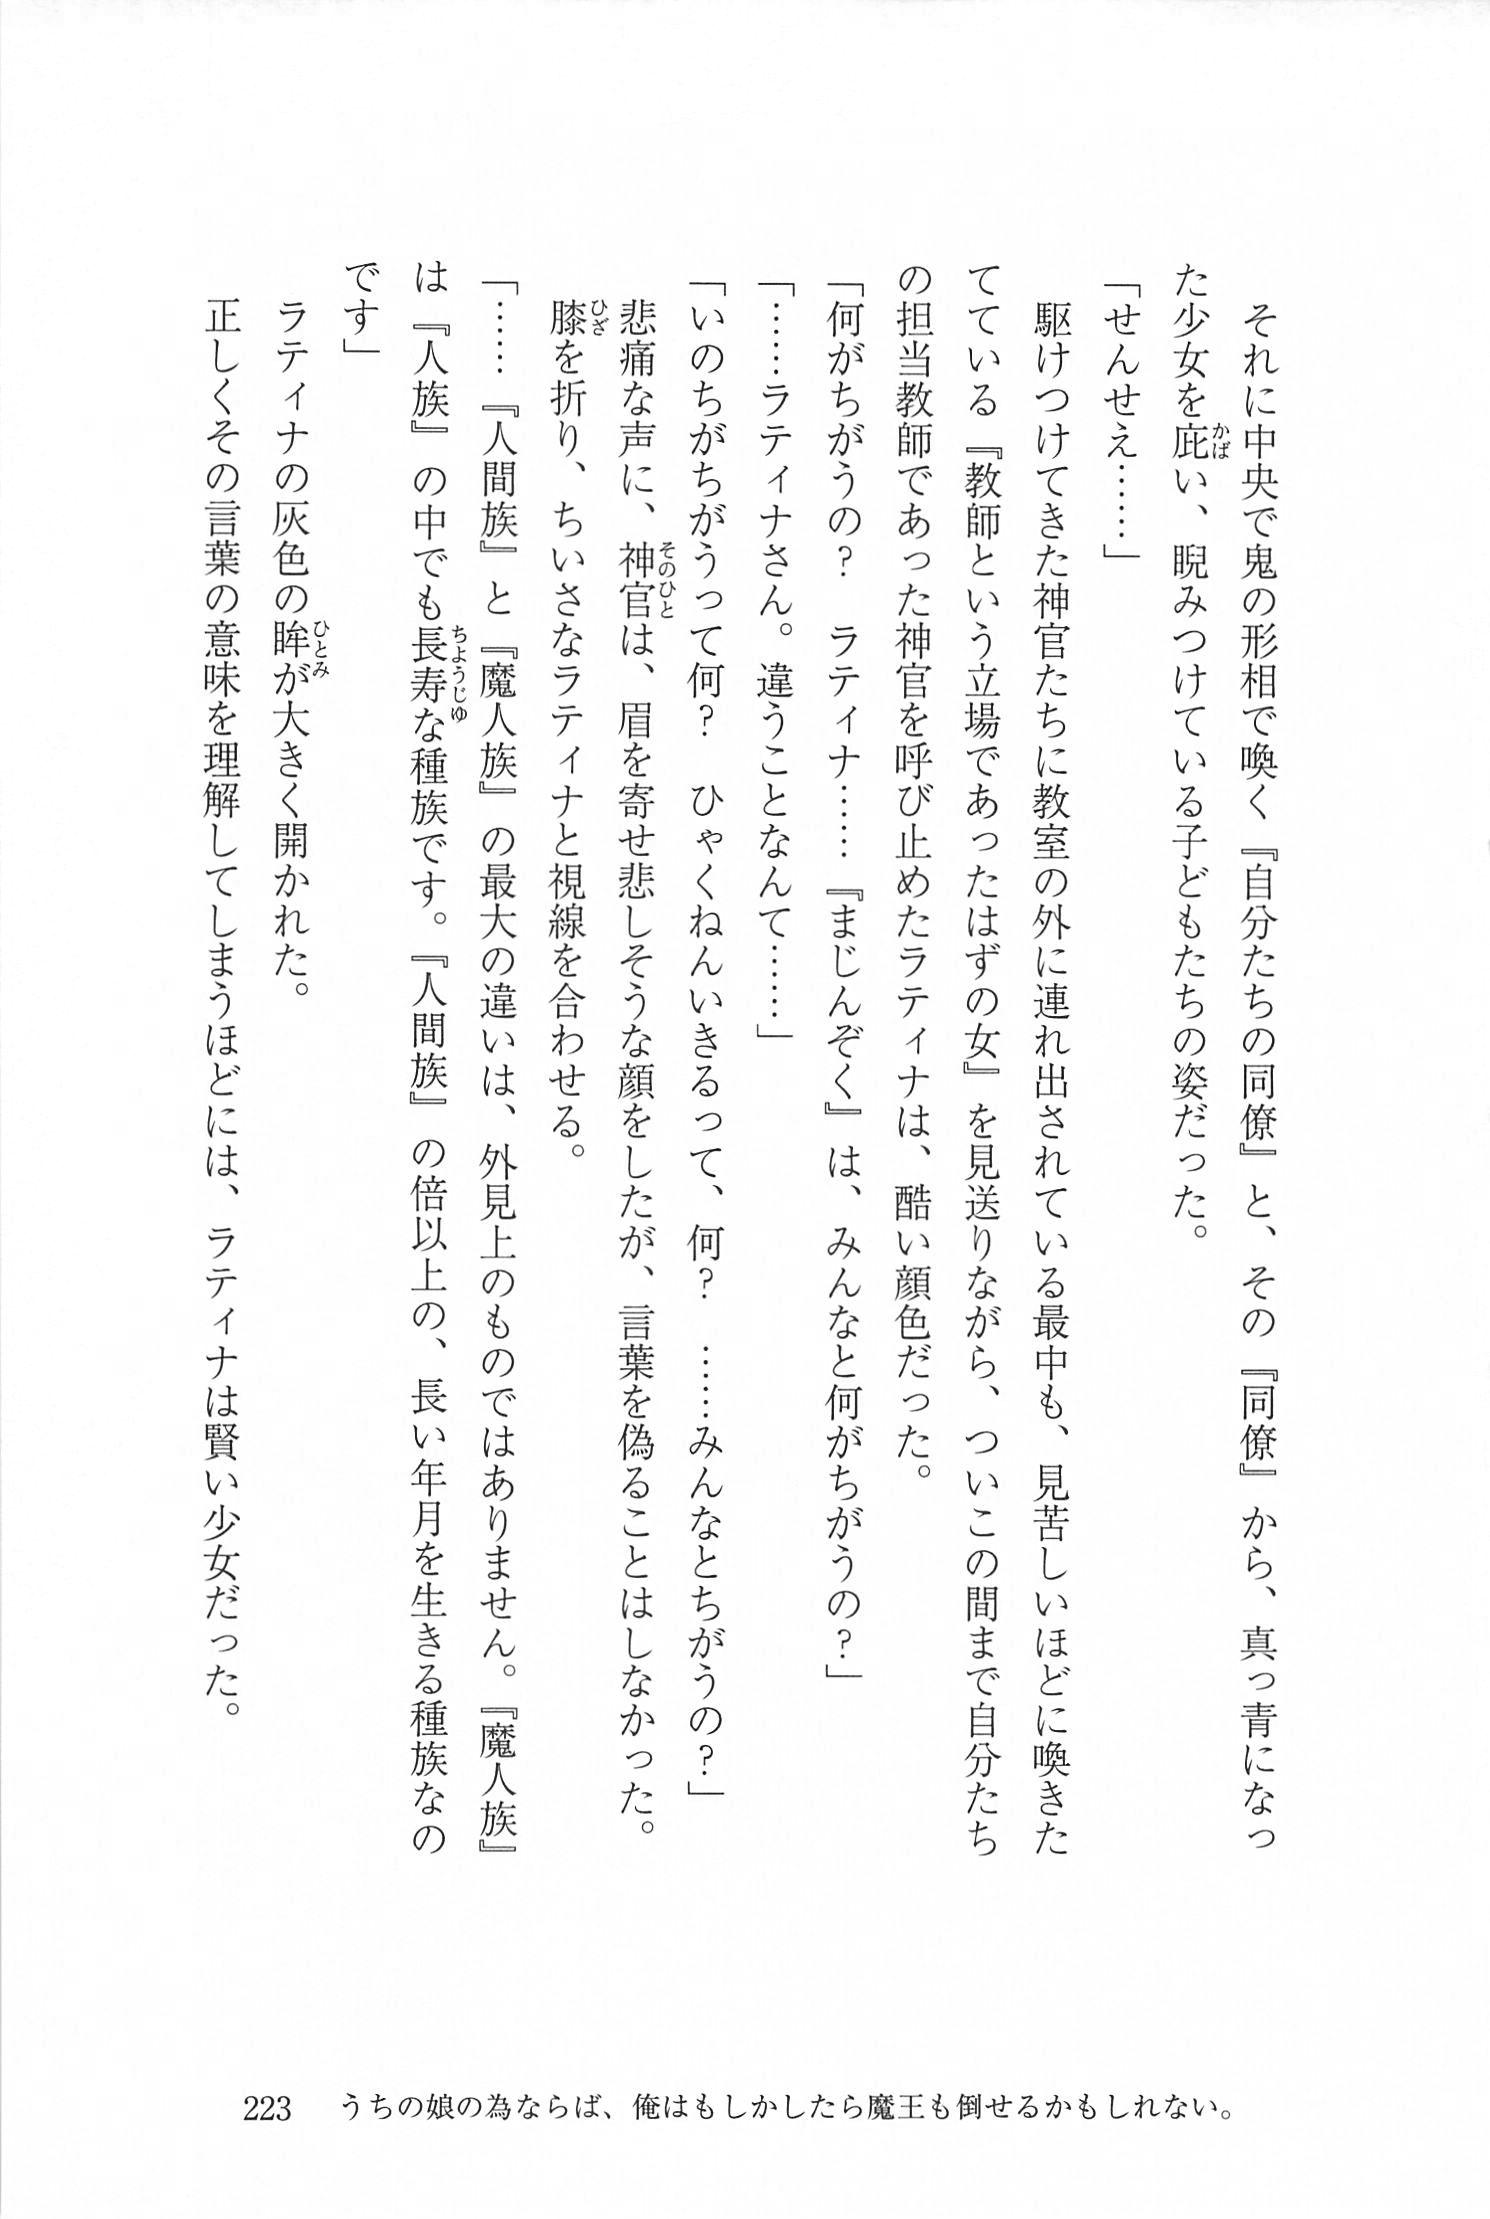 それに中央で鬼の形相で喚く『自分たちの同僚』と、その『同僚』から、真っ青になっ
た少女を庇い、睨みつけている子どもたちの姿だった。
「せんせえ……」
駆けつけてきた神官たちに教室の外に連れ出されている最中も、見苦しいほどに喚きた
てている『教師という立場であったはずの女』を見送りながら、ついこの間まで自分たち
の担当教師であった神官を呼び止めたラティナは、酷い顔色だった。
「何がちがうの？　ラティナ……『まじんぞく』は、みんなと何がちがうの？」
「……ラティナさん。違うことなんて……」
「いのちがちがうって何？　ひゃくねんいきるって、何？　……みんなとちがうの？」
悲痛な声に、神官は、眉を寄せ悲しそうな顔をしたが、言葉を偽ることはしなかった。
膝を折り、ちいさなラティナと視線を合わせる。
「……『人間族』と『魔人族』の最大の違いは、外見上のものではありません。『魔人族』
は『人族』の中でも長寿な種族です。『人間族』の倍以上の、長い年月を生きる種族なの
です」
ラティナの灰色の眸が大きく開かれた。
正しくその言葉の意味を理解してしまうほどには、ラティナは賢い少女だった。
223　うちの娘の為ならば、俺はもしかしたら魔王も倒せるかもしれない。